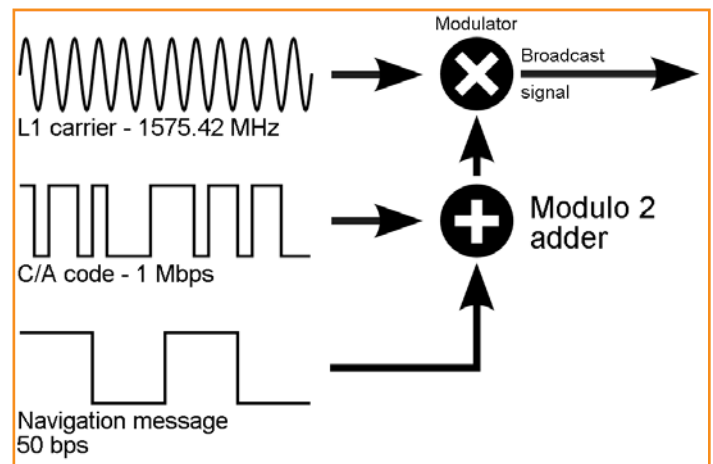 Modulator
Broadcast
signal
L1 carrier - 1575.42 MHz
C/A code - 1 Mbps
Modulo 2
adder
Navigation message
50 bps